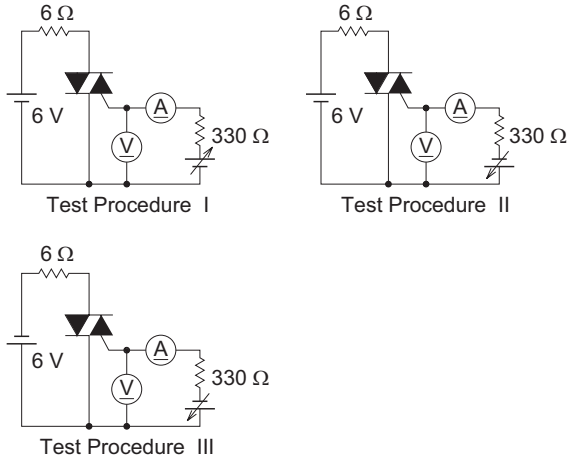 6 Ω
6 V
A
V
330 Ω
Test Procedure I
6 Ω
6 V
A
V
330 Ω
Test Procedure II
6 Ω
6 V
A
V
330 Ω
Test Procedure III